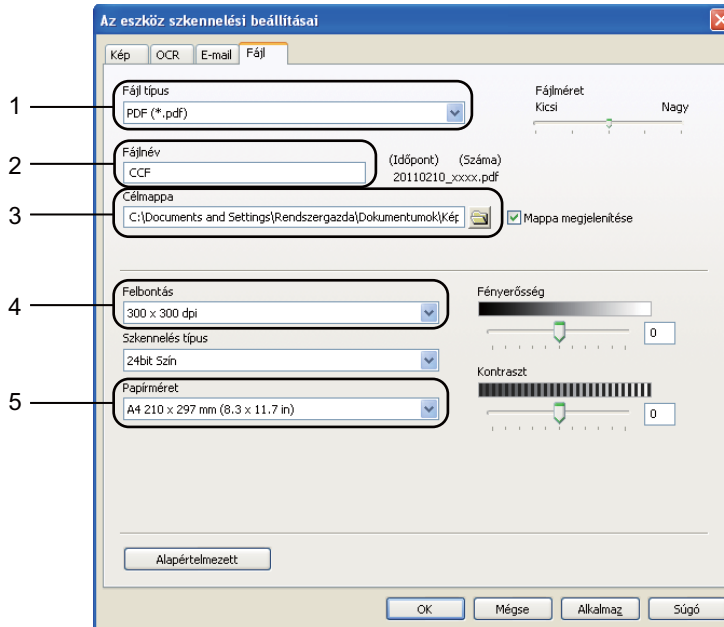 Az eszköz szkennelési beállításai
Kép OCR E-mail Fájl
1
Fájl típus
PDF (*.pdf)
Fájlméret
Kicsi Nagy
2
Fájlnév
CCF
(Időpont) (Száma)
20110210_xxxx.pdf
3
Célmappa
C:\Documents and Settings\Rendszergazda\Dokumentumok\Kép
Mappa megjelenítése
4
Felbontás
300 x 300 dpi
Fényerősség
0
Szkennelés típus
24bit Szín
Kontraszt
0
5
Papírméret
A4 210 x 297 mm (8.3 x 11.7 in)
Alapértelmezett
OK Mégse Alkalmaz Súgó